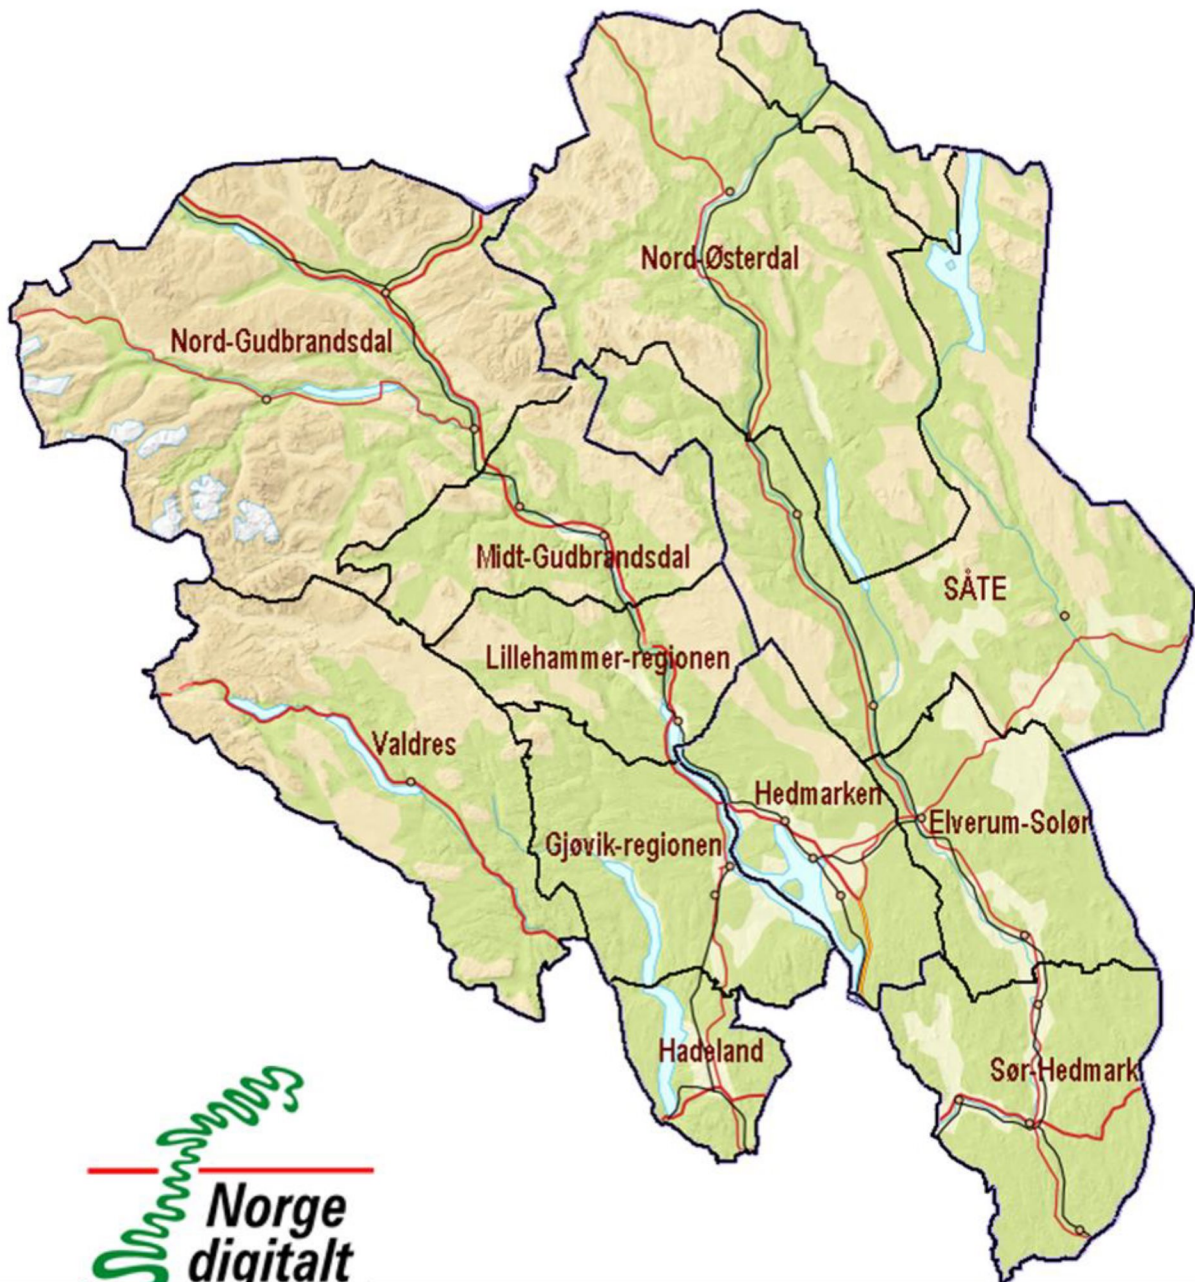 Nord-Østerdal
Nord-Gudbrandsdal
Midt-Gudbrandsdal
SÅTE
Lillehammer-regionen
Valdres
Hedmarken
Elverum-Solør
Gjøvik-regionen
Hadeland
Sør-Hedmark
Norge
digitalt